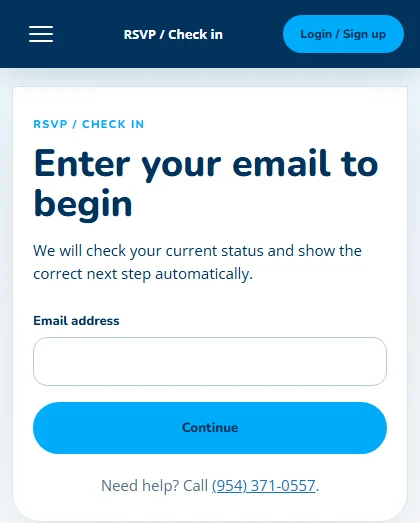 RSVP / Check in
Login / Sign up
RSVP / CHECK IN
Enter your email to
begin
We will check your current status and show the
correct next step automatically.
Email address
Continue
Need help? Call (954) 371-0557.